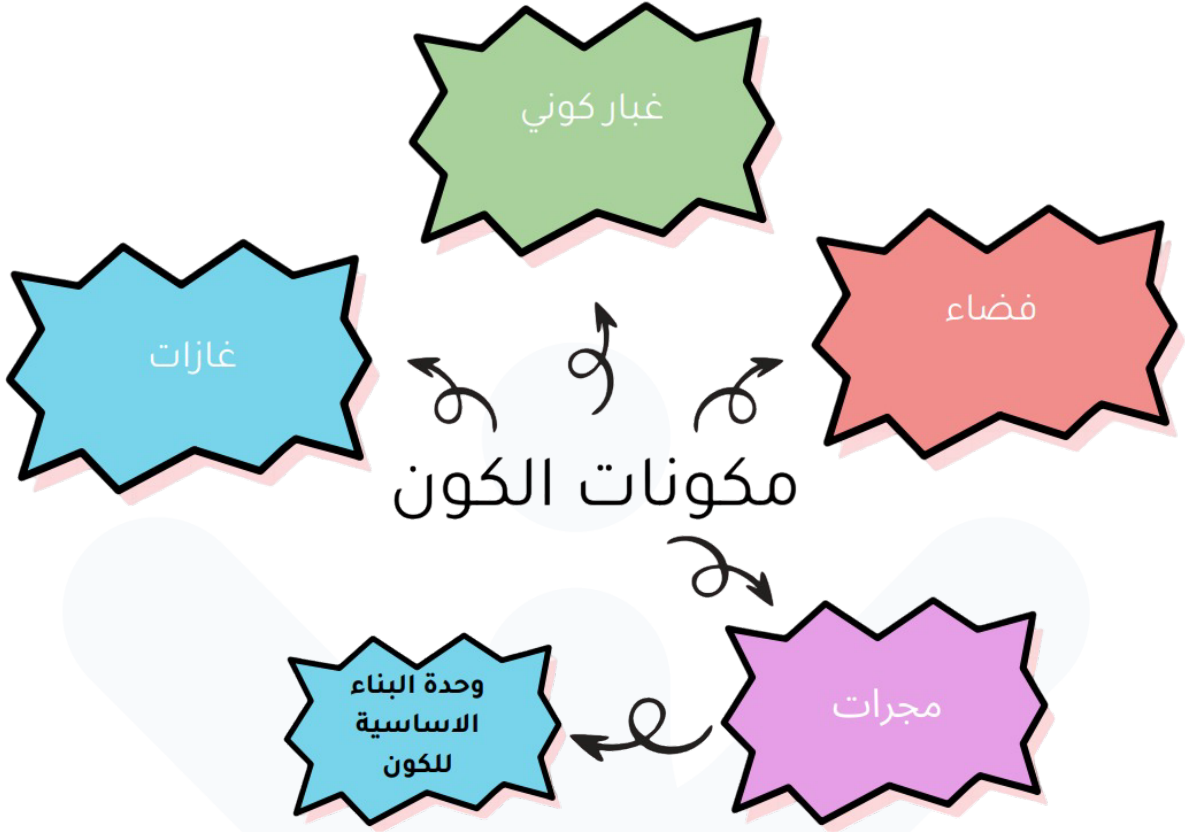 غبار كوني
فضاء
غازات
مكونات الكون
مجرات
وحدة البناء
الاساسية
للكون